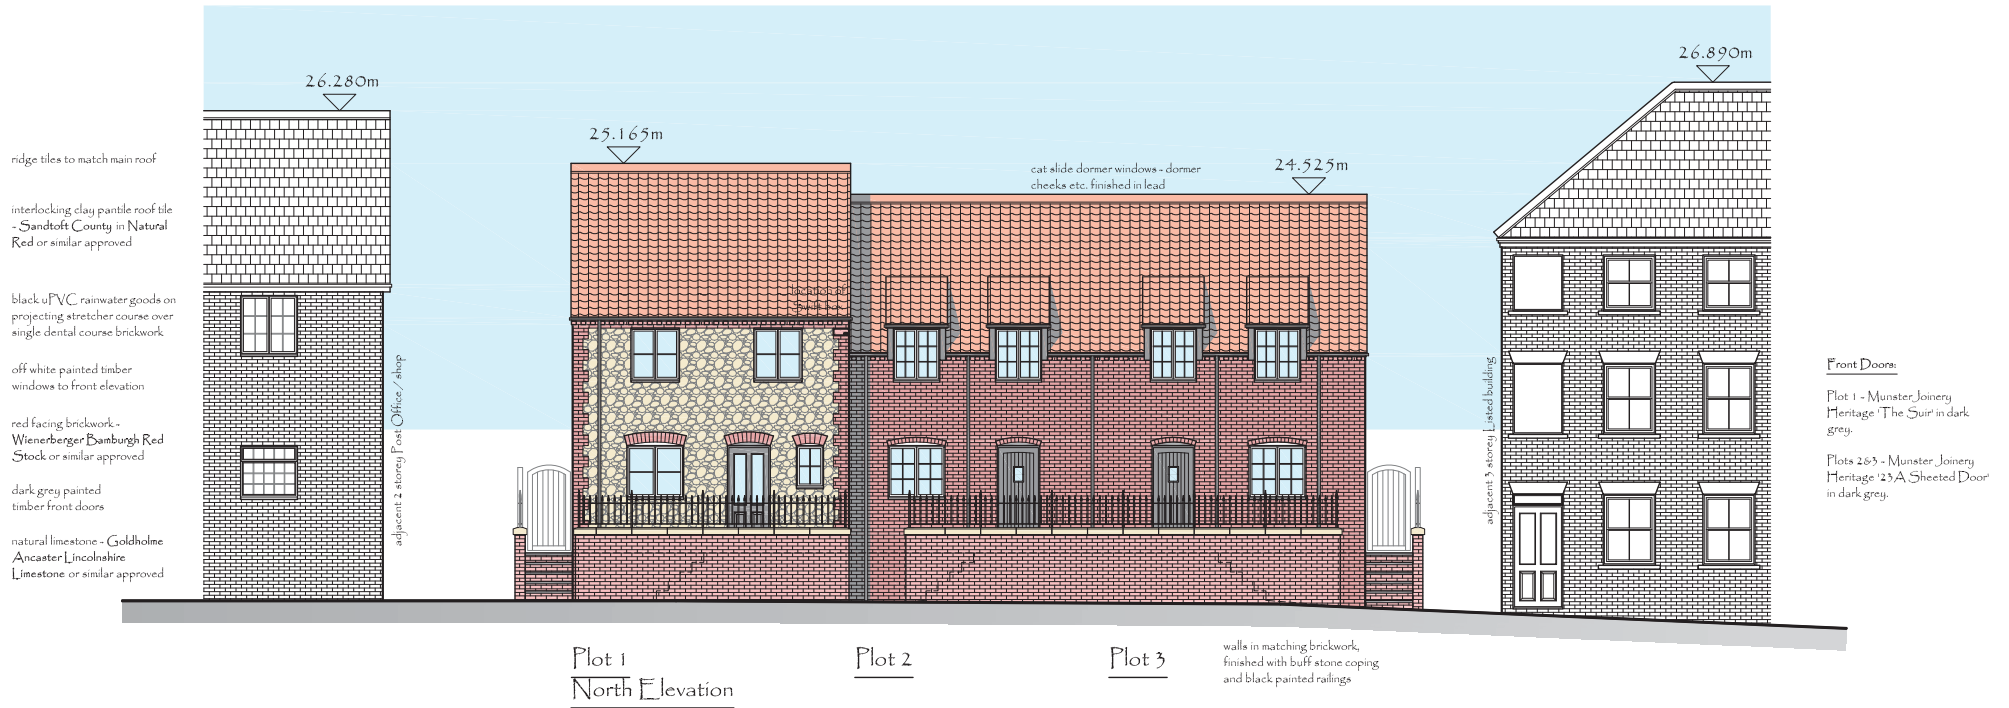 26.280m
25.165m
24.525m
26.890m
ridge tiles to match main roof
interlocking clay pantile roof tile
- Sandtoft County in Natural
Red or similar approved
black uPVC rainwater goods on
projecting stretcher course over
single dental course brickwork
off white painted timber
windows to front elevation
red facing brickwork -
Wienerberger Bamburgh Red
Stock or similar approved
dark grey painted
timber front doors
natural limestone - Goldholme
Ancaster Lincolnshire
Limestone or similar approved
adjacent 2 storey Post Office / shop
location of
Swift box
cat slide dormer windows - dormer
cheeks etc. finished in lead
adjacent 3 storey Listed building
Front Doors:
Plot 1 - Munster Joinery
Heritage 'The Suir' in dark
grey.
Plots 2&3 - Munster Joinery
Heritage '23A Sheeted Door'
in dark grey.
Plot 1
Plot 2
Plot 3
North Elevation
walls in matching brickwork,
finished with buff stone coping
and black painted railings